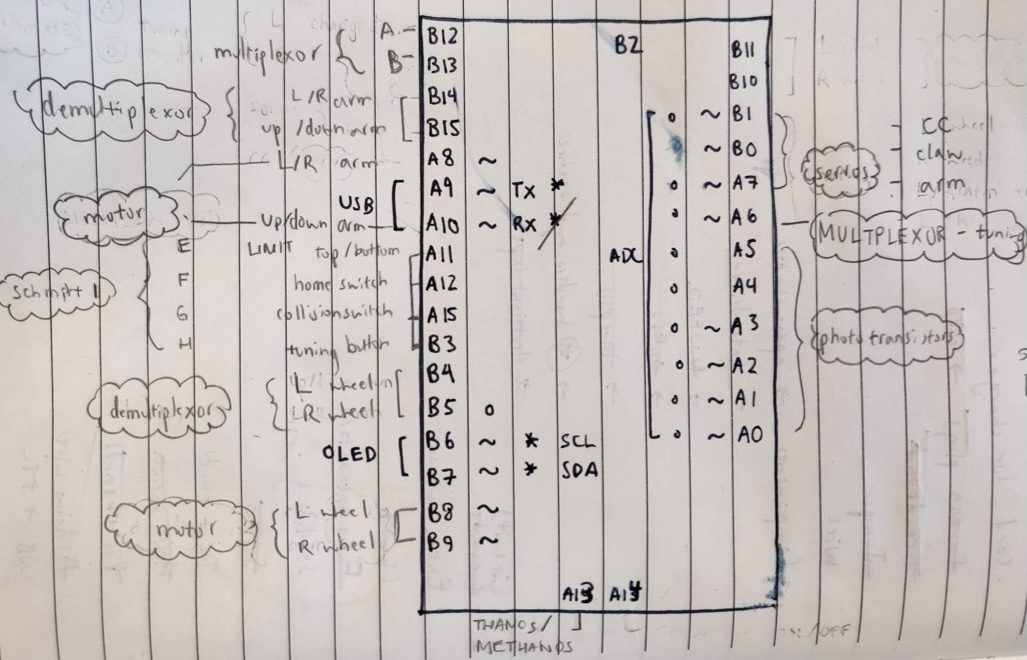 A - B12 B2 B11
multiplexor { B - B13 B10
demultiplexor { L/R arm B14 o ~ B1
up/down arm B15 o ~ B0
L/R arm A8 ~ o ~ A7
motor USB [ A9 ~ Tx * o ~ A6
up/down arm A10 ~ Rx * ADC o A5
E LIMIT top/bottom A11 o A4
F home switch A12 o ~ A3
G collision switch A15 o ~ A2
H tuning button B3 o ~ A1
schmitt
demultiplexor { L wheel B4 o ~ A0
R wheel B5 o
OLED [ B6 ~ * SCL
B7 ~ * SDA
motor { L wheel B8 ~
R wheel B9 ~
A13 A14
THANOS/
METHANOS
ON/OFF
servos
- CC
- claw
- arm
MULTPLEXOR - tuning
photo transistors